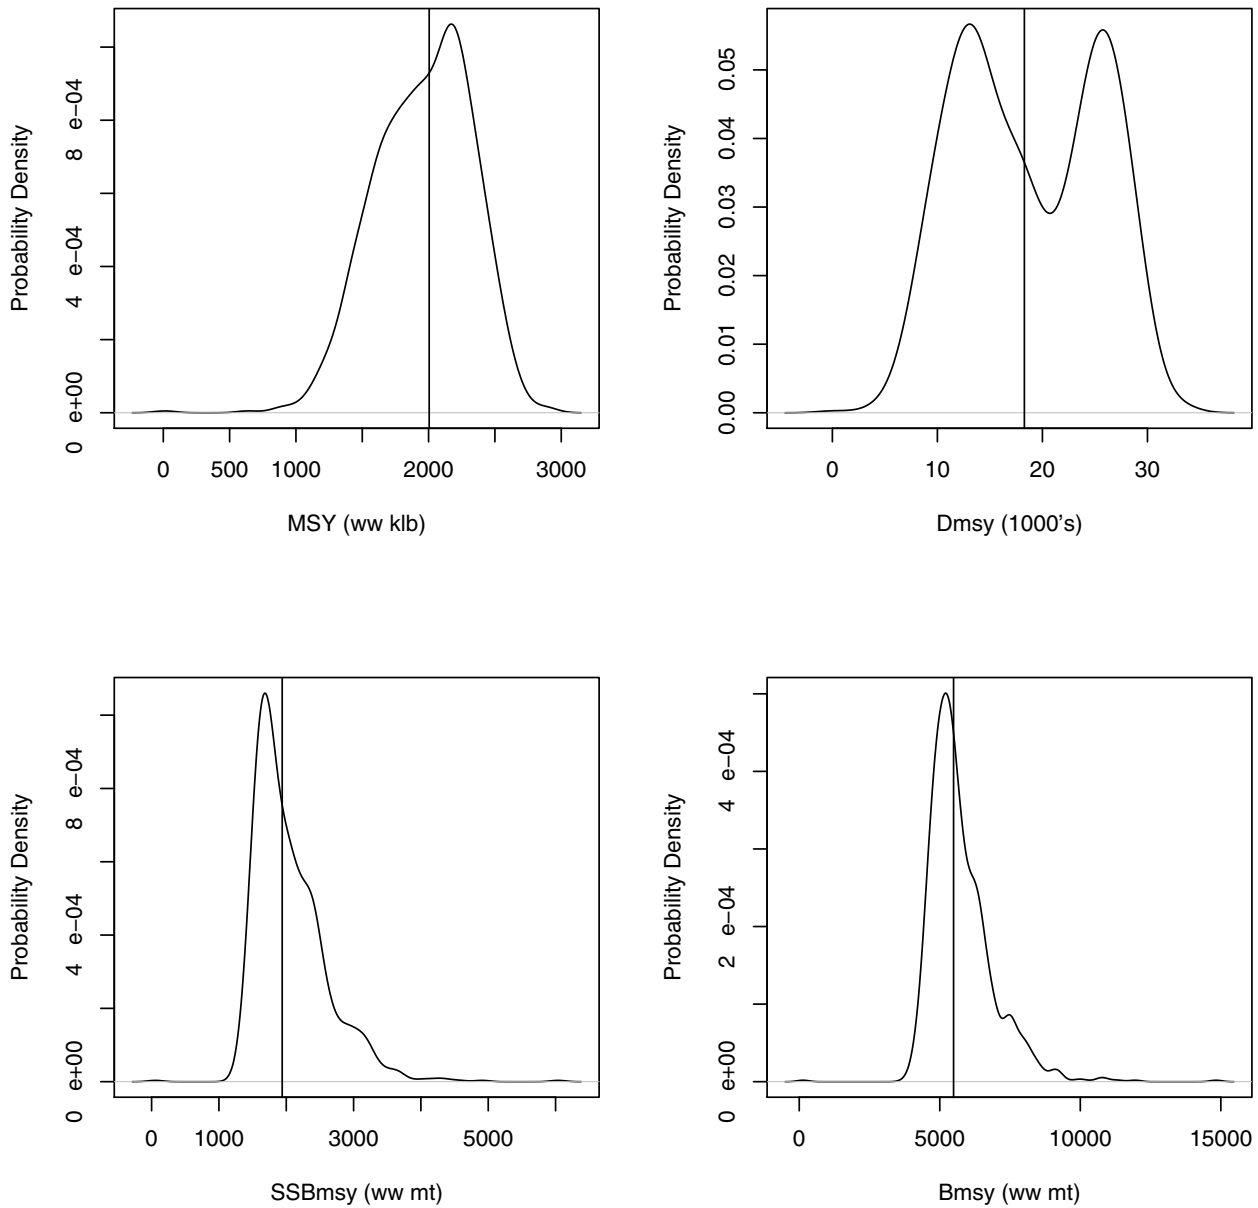 Probability Density
0 e+00
4 e−04
8 e−04
0 500 1000 2000 3000
MSY (ww klb)
Probability Density
0.00
0.01
0.02
0.03
0.04
0.05
0 10 20 30
Dmsy (1000's)
Probability Density
0 e+00
4 e−04
8 e−04
0 1000 3000 5000
SSBmsy (ww mt)
Probability Density
0 e+00
2 e−04
4 e−04
0 5000 10000 15000
Bmsy (ww mt)